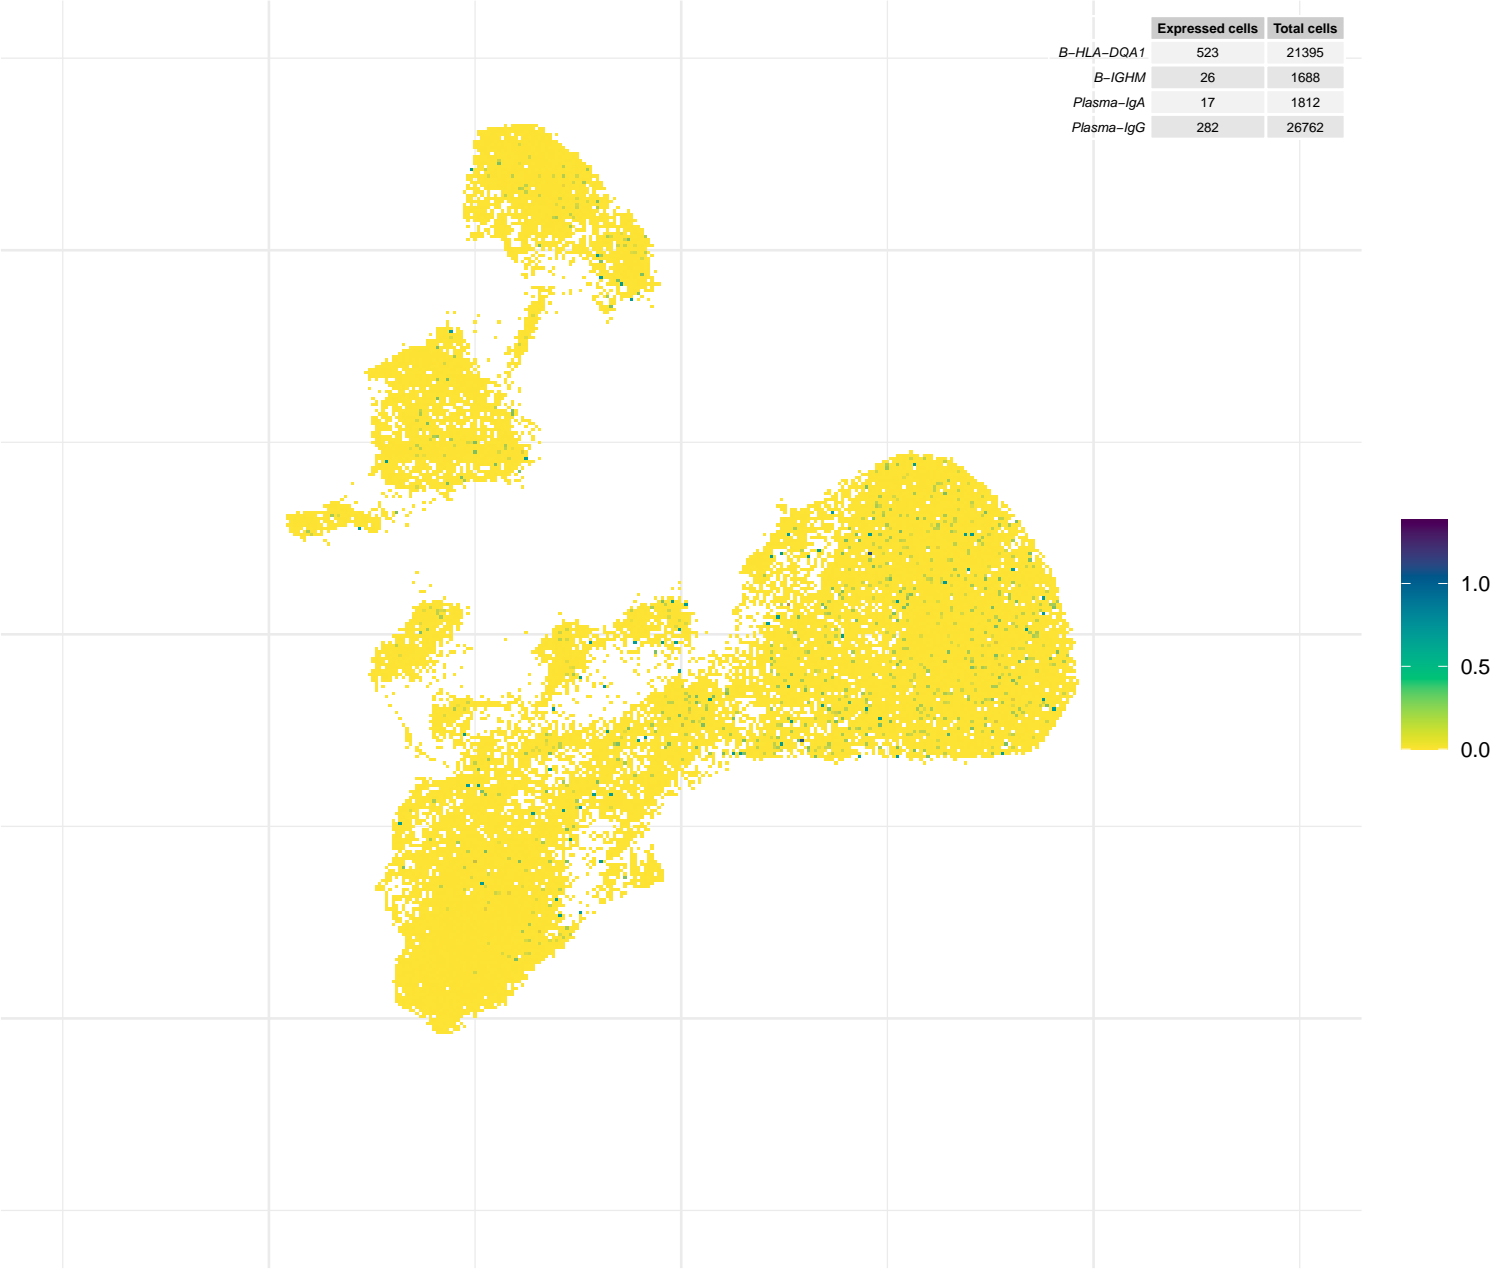 Expressed cells Total cells
B−HLA−DQA1 523 21395
B−IGHM 26 1688
Plasma−IgA 17 1812
Plasma−IgG 282 26762
1.0
0.5
0.0